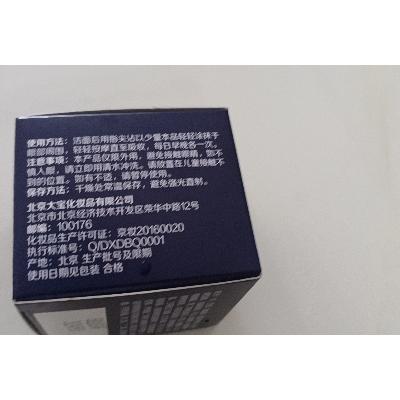 使用方法：洁面后用指尖沾以少量本品轻轻涂抹于
眼部周围，轻轻按摩直至吸收，每日早晚各一次。
注意事项：本产品仅限外用，避免接触眼睛，如不
慎入眼，请立即用清水冲洗。请放置在儿童接触不
到的位置。如有不适，请暂停使用。
保存方法：干燥处常温保存，避免强光直射。
北京大宝化妆品有限公司
北京市北京经济技术开发区荣华中路12号
邮编：100176
化妆品生产许可证：京妆20160020
执行标准号：Q/DXDBQ0001
产地：北京 生产批号及限期
使用日期见包装 合格